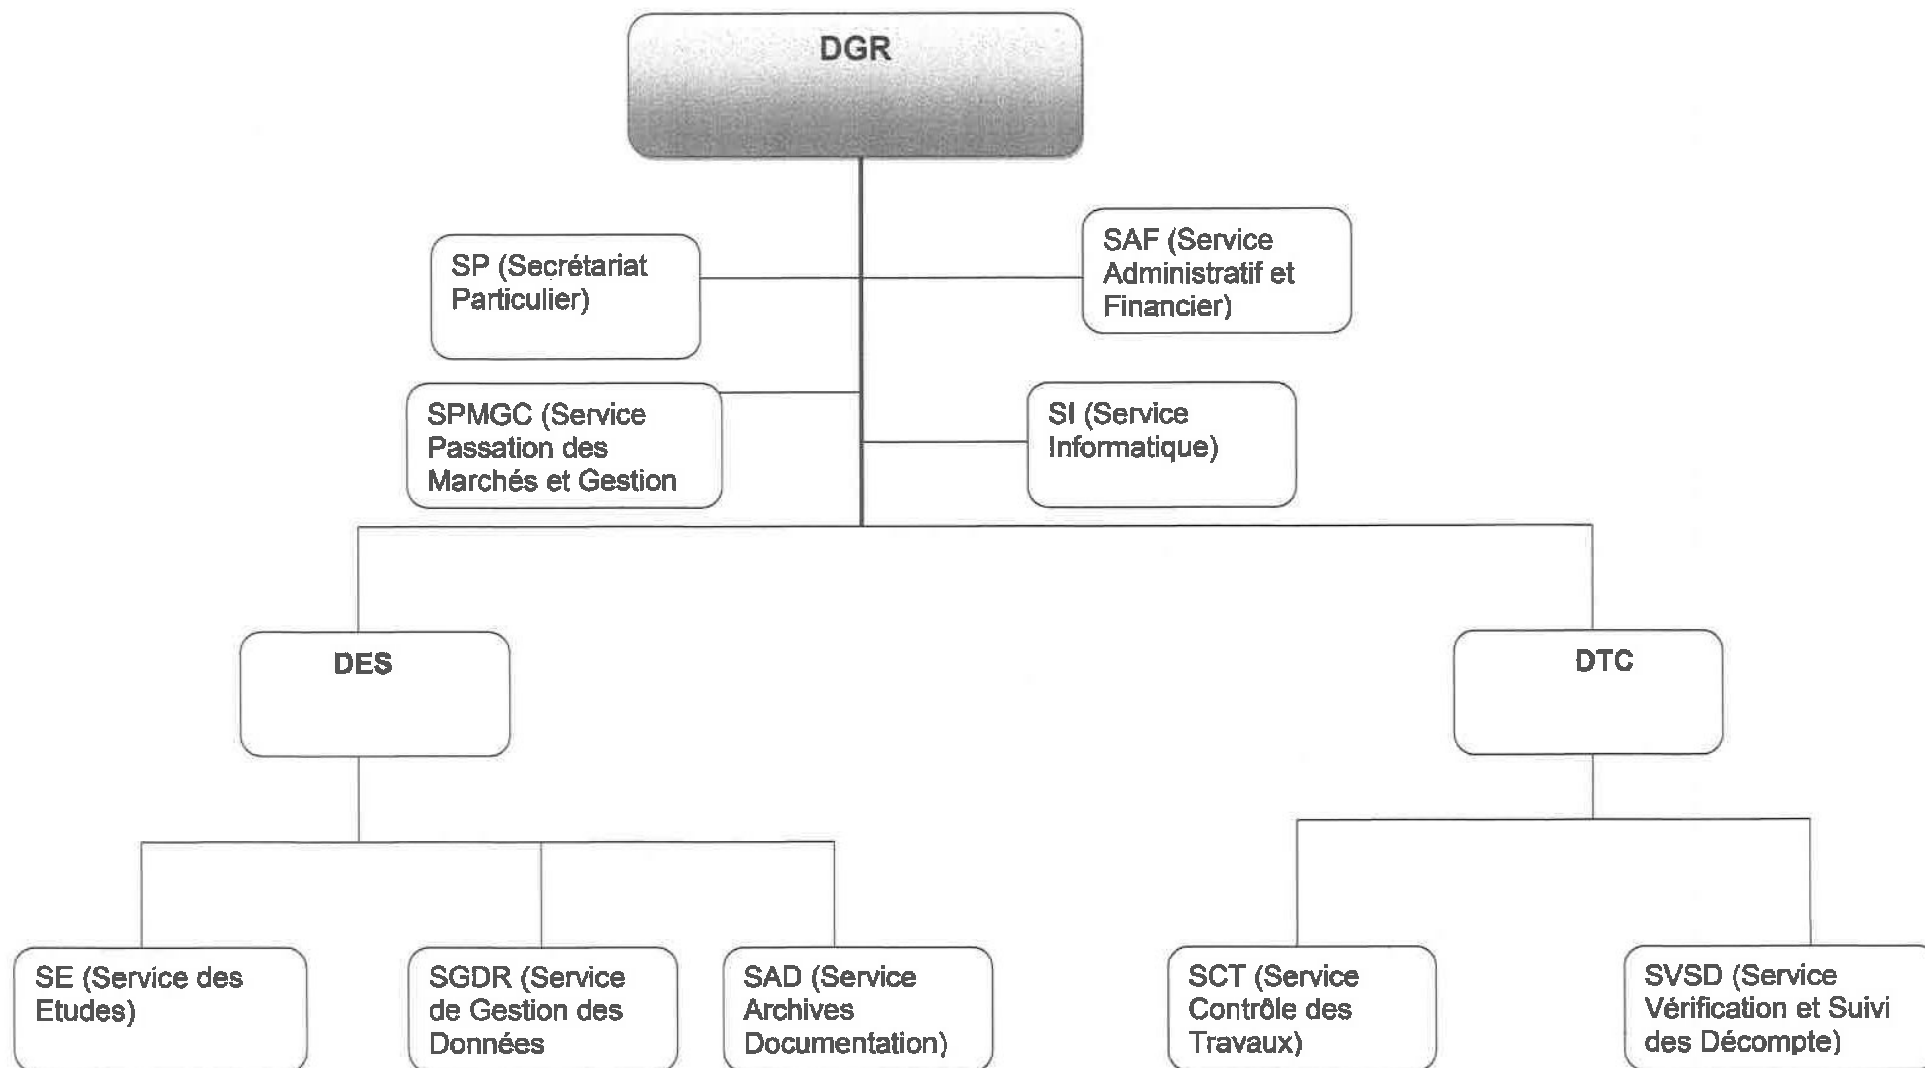 DGR
SP (Secrétariat
Particulier)
SAF (Service
Administratif et
Financier)
SPMGC (Service
Passation des
Marchés et Gestion
SI (Service
Informatique)
DES
DTC
SE (Service des
Etudes)
SGDR (Service
de Gestion des
Données
SAD (Service
Archives
Documentation)
SCT (Service
Contrôle des
Travaux)
SVSD (Service
Vérification et Suivi
des Décompte)